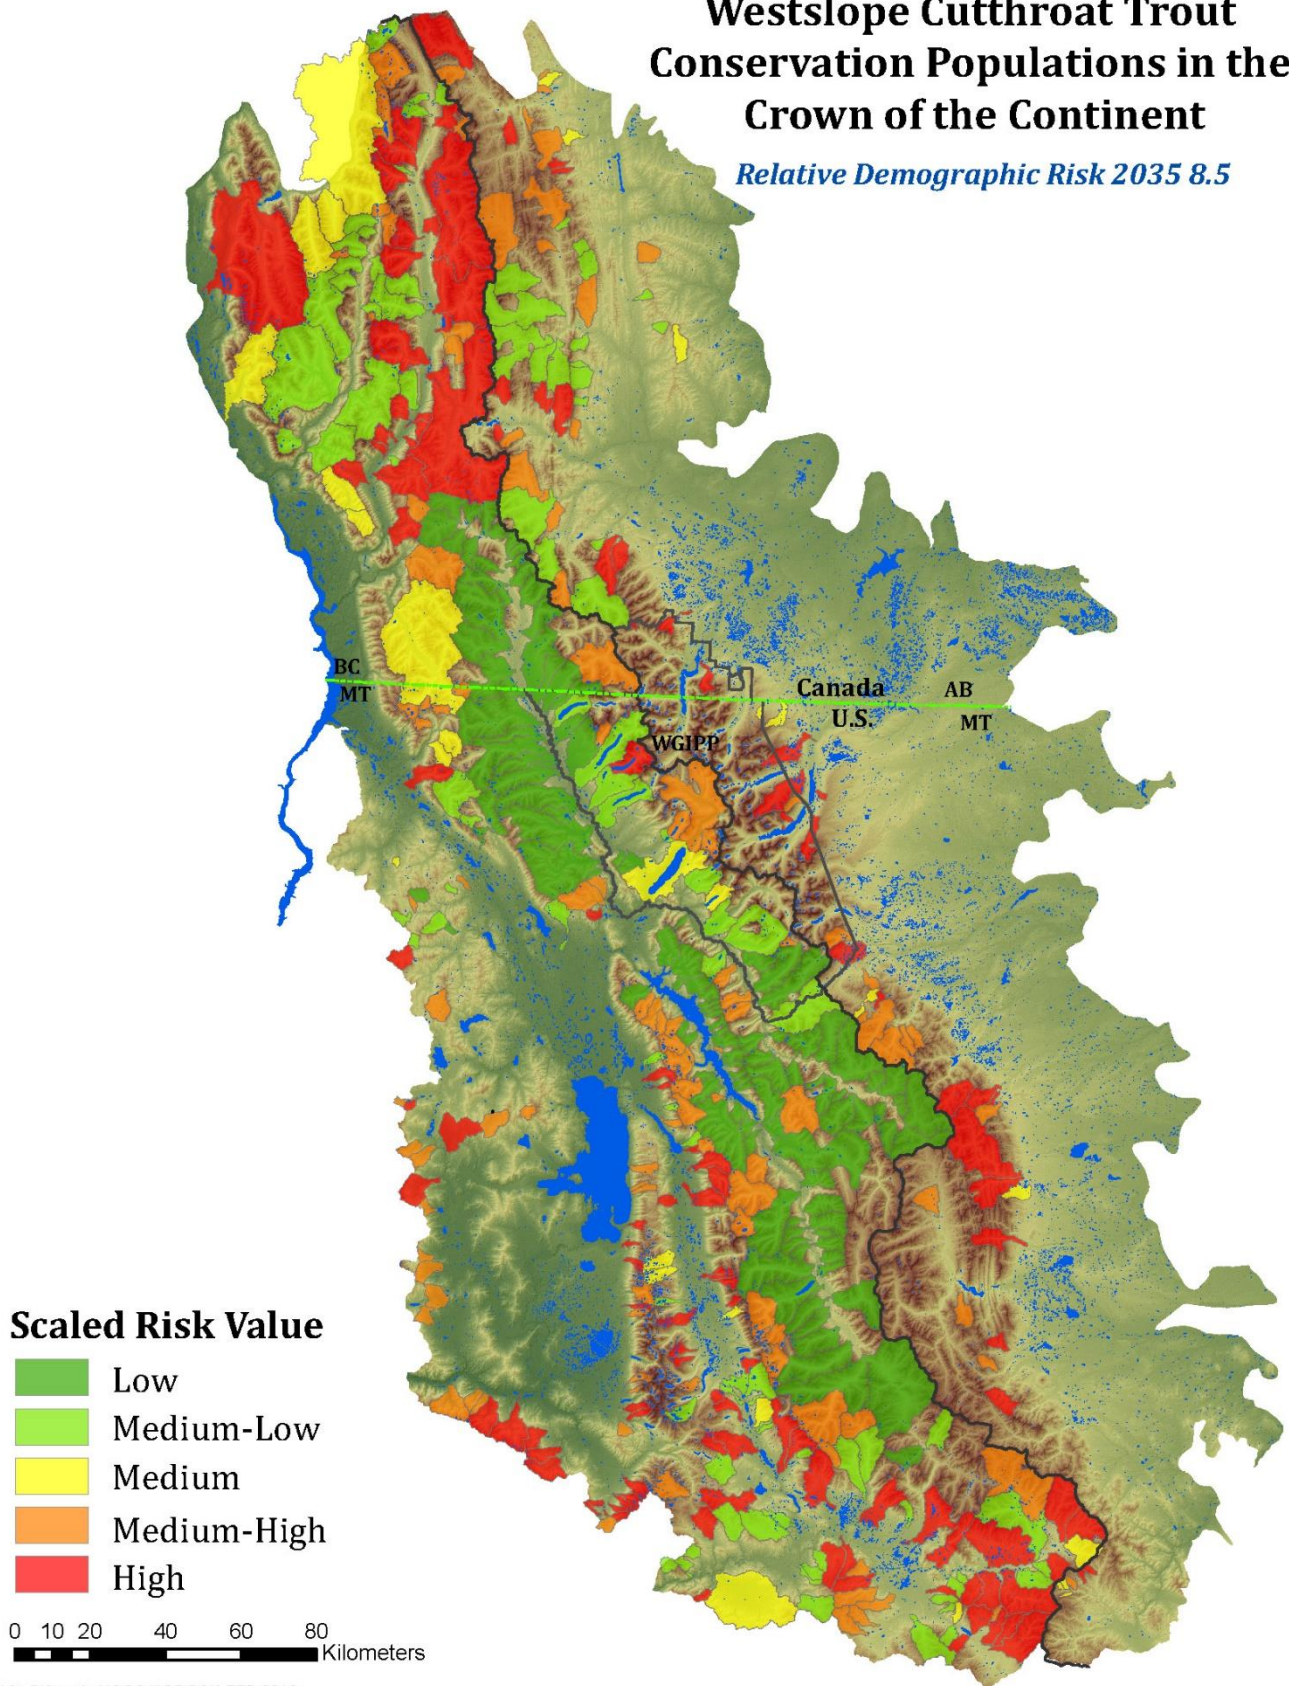 Westslope Cutthroat Trout
Conservation Populations in the
Crown of the Continent
Relative Demographic Risk 2035 8.5
BC
MT
Canada
U.S.
AB
MT
WGIPP
Scaled Risk Value
Low
Medium-Low
Medium
Medium-High
High
0 10 20 40 60 80
Kilometers